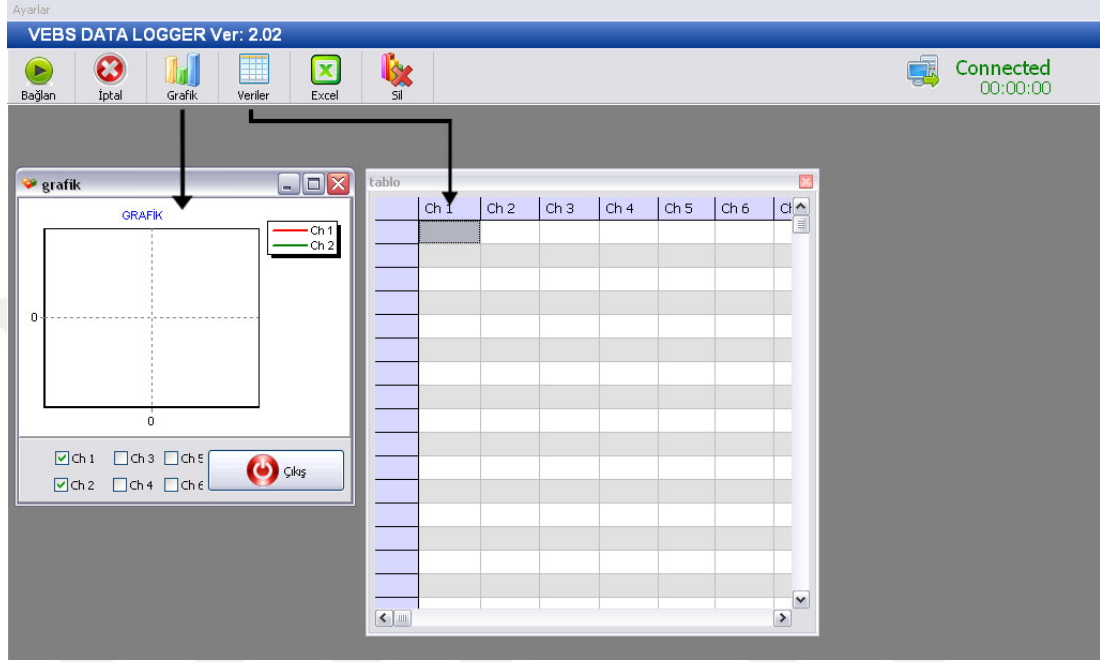 Ayarlar
VEBS DATA LOGGER Ver: 2.02
Bağlan İptal Grafik Veriler Excel Sil
Connected
00:00:00
grafik
GRAFİK
Ch 1
Ch 2
0
0
Ch 1 Ch 3 Ch 5
Ch 2 Ch 4 Ch 6
Çıkış
tablo
Ch 1 Ch 2 Ch 3 Ch 4 Ch 5 Ch 6